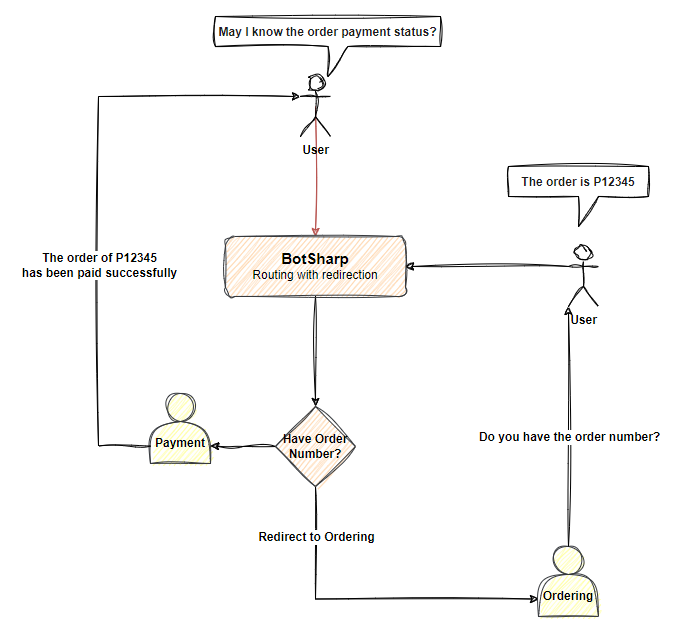 May I know the order payment status?
User
The order is P12345
BotSharp
Routing with redirection
User
The order of P12345
has been paid successfully
Payment
Have Order
Number?
Do you have the order number?
Redirect to Ordering
Ordering